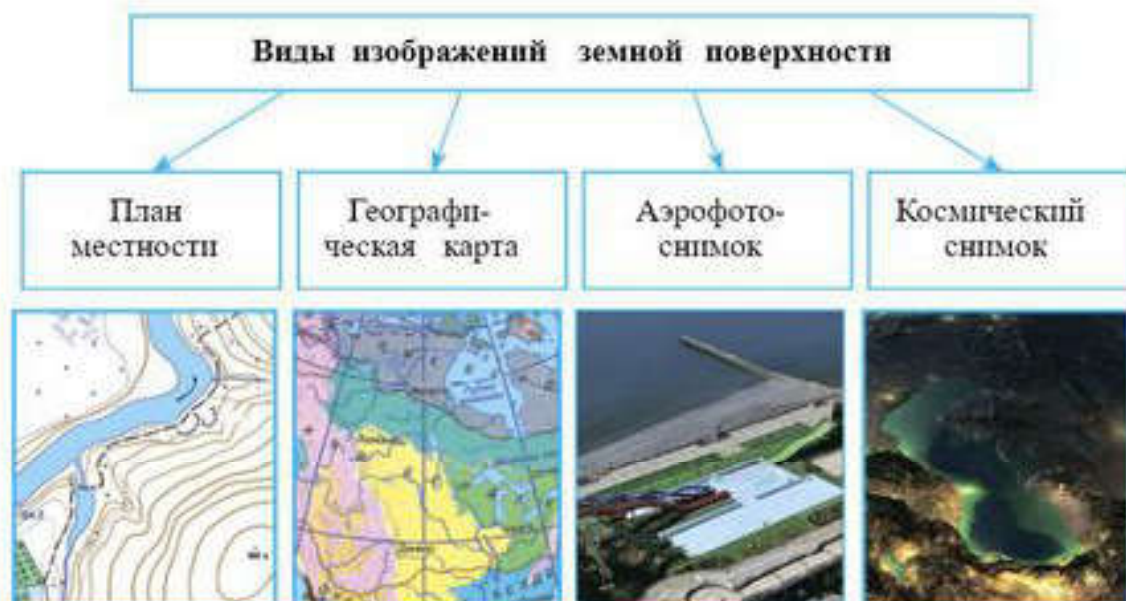 Виды изображений земной поверхности
План
местности
Географи-
ческая карта
Аэрофото-
снимок
Космический
снимок